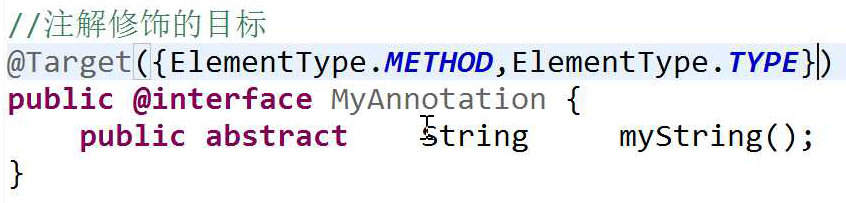 //注解修饰的目标
@Target({ElementType.METHOD,ElementType.TYPE})
public @interface MyAnnotation {
    public abstract    String     myString();
}